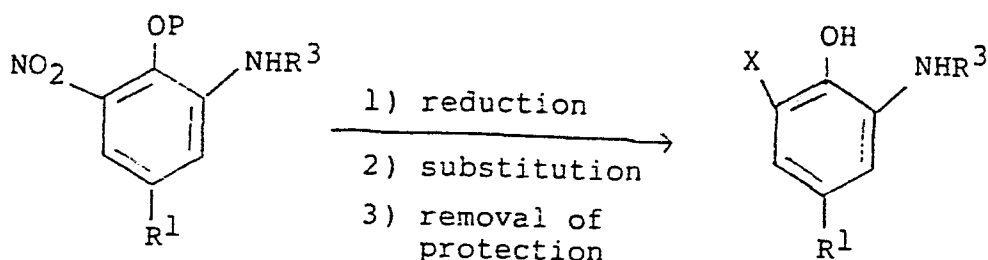 OP
OH
NO2
NHR3
X
NHR3
1) reduction
2) substitution
3) removal of
protection
R1
R1